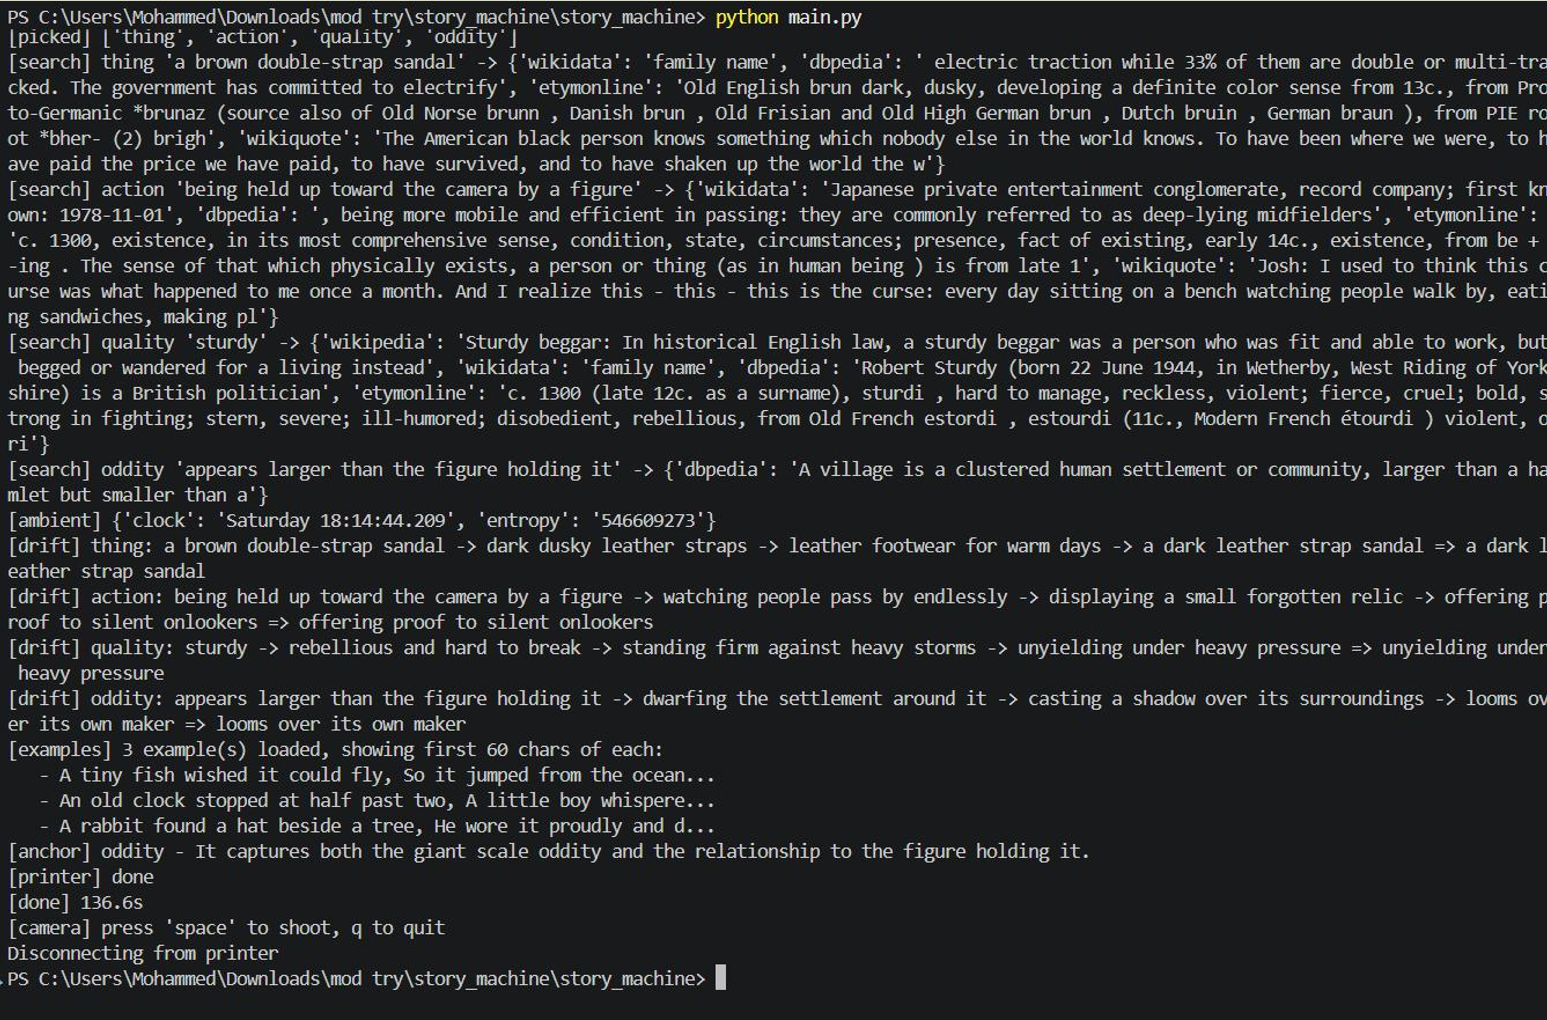 PS C:\Users\Mohammed\Downloads\mod try\story_machine\story_machine> python main.py
[picked] ['thing', 'action', 'quality', 'oddity']
[search] thing 'a brown double-strap sandal' -> {'wikidata': 'family name', 'dbpedia': ' electric traction while 33% of them are double or multi-tra
cked. The government has committed to electrify', 'etymonline': 'Old English brun dark, dusky, developing a definite color sense from 13c., from Pro
to-Germanic *brunaz (source also of Old Norse brunn , Danish brun , Old Frisian and Old High German brun , Dutch bruin , German braun ), from PIE ro
ot *bher- (2) brigh', 'wikiquote': 'The American black person knows something which nobody else in the world knows. To have been where we were, to h
ave paid the price we have paid, to have survived, and to have shaken up the world the w'}
[search] action 'being held up toward the camera by a figure' -> {'wikidata': 'Japanese private entertainment conglomerate, record company; first kn
own: 1978-11-01', 'dbpedia': ', being more mobile and efficient in passing: they are commonly referred to as deep-lying midfielders', 'etymonline':
'c. 1300, existence, in its most comprehensive sense, condition, state, circumstances; presence, fact of existing, early 14c., existence, from be +
-ing . The sense of that which physically exists, a person or thing (as in human being ) is from late 1', 'wikiquote': 'Josh: I used to think this c
urse was what happened to me once a month. And I realize this - this - this is the curse: every day sitting on a bench watching people walk by, eati
ng sandwiches, making pl'}
[search] quality 'sturdy' -> {'wikipedia': 'Sturdy beggar: In historical English law, a sturdy beggar was a person who was fit and able to work, but
begged or wandered for a living instead', 'wikidata': 'family name', 'dbpedia': 'Robert Sturdy (born 22 June 1944, in Wetherby, West Riding of York
shire) is a British politician', 'etymonline': 'c. 1300 (late 12c. as a surname), sturdi , hard to manage, reckless, violent; fierce, cruel; bold, s
trong in fighting; stern, severe; ill-humored; disobedient, rebellious, from Old French estordi , estourdi (11c., Modern French étourdi ) violent, o
ri'}
[search] oddity 'appears larger than the figure holding it' -> {'dbpedia': 'A village is a clustered human settlement or community, larger than a ha
mlet but smaller than a'}
[ambient] {'clock': 'Saturday 18:14:44.209', 'entropy': '546609273'}
[drift] thing: a brown double-strap sandal -> dark dusky leather straps -> leather footwear for warm days -> a dark leather strap sandal => a dark l
eather strap sandal
[drift] action: being held up toward the camera by a figure -> watching people pass by endlessly -> displaying a small forgotten relic -> offering p
roof to silent onlookers => offering proof to silent onlookers
[drift] quality: sturdy -> rebellious and hard to break -> standing firm against heavy storms -> unyielding under heavy pressure => unyielding under
heavy pressure
[drift] oddity: appears larger than the figure holding it -> dwarfing the settlement around it -> casting a shadow over its surroundings -> looms ov
er its own maker => looms over its own maker
[examples] 3 example(s) loaded, showing first 60 chars of each:
- A tiny fish wished it could fly, So it jumped from the ocean...
- An old clock stopped at half past two, A little boy whispere...
- A rabbit found a hat beside a tree, He wore it proudly and d...
[anchor] oddity - It captures both the giant scale oddity and the relationship to the figure holding it.
[printer] done
[done] 136.6s
[camera] press 'space' to shoot, q to quit
Disconnecting from printer
PS C:\Users\Mohammed\Downloads\mod try\story_machine\story_machine>